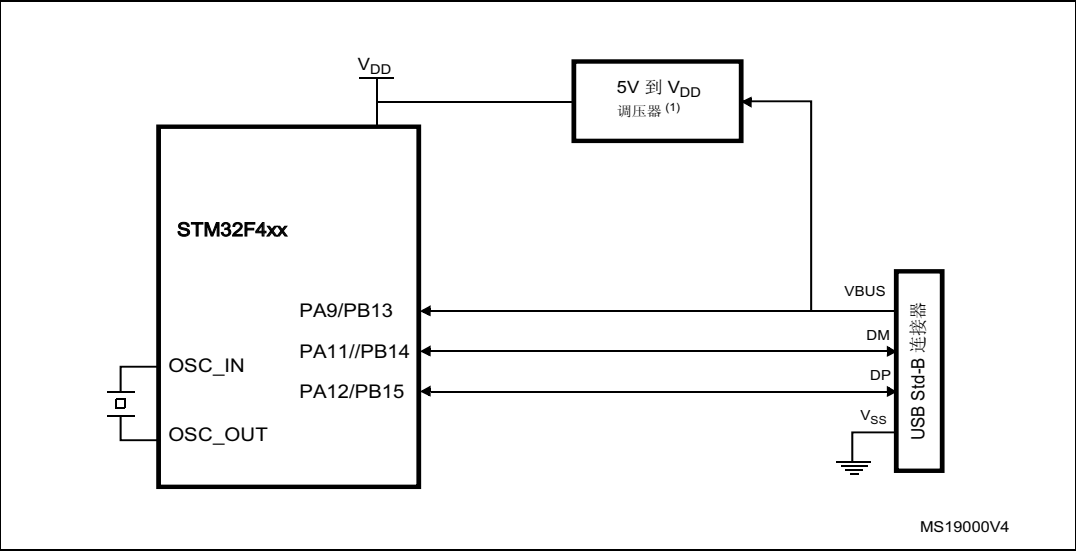 VDD
5V 到 VDD
调压器 (1)
STM32F4xx
VBUS
PA9/PB13
DM
PA11//PB14
OSC_IN
DP
PA12/PB15
VSS
OSC_OUT
USB Std-B 连接器
MS19000V4